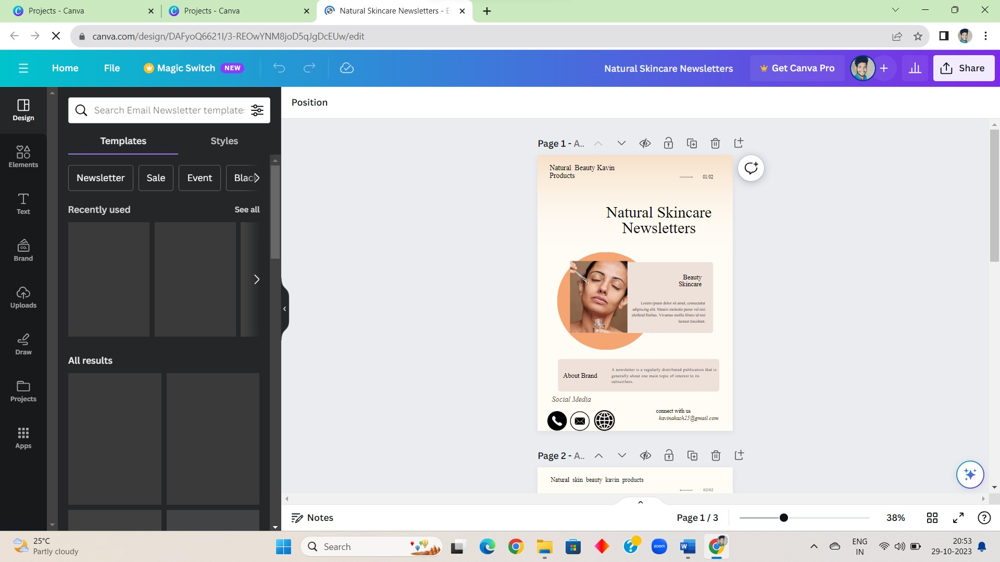 Projects - Canva
Projects - Canva
Natural Skincare Newsletters -
canva.com/design/DAFyoQ6621I/3-REOwYNM8joD5qJgDcEUw/edit
Home
File
Magic Switch
NEW
Natural Skincare Newsletters
Get Canva Pro
Share
Design
Elements
Text
Brand
CO.
Uploads
Draw
Projects
Apps
Search Email Newsletter templates
Templates
Styles
Newsletter
Sale
Event
Blac
Recently used
See all
All results
Position
Page 1 - A..
Natural Beauty Kavin
Products
01/02
Natural Skincare
Newsletters
Beauty
Skincare
Lorem ipsum dolor sit amet, consectetur
adipiscing elit. Mauris molestie purus vel nisi
eleifend finibus. Vivamus mollis libero id nisi
laoreet tincidunt.
About Brand
A newsletter is a regularly distributed publication that is
generally about one main topic of interest to its
subscribers.
Social Media
connect with us
kavinakash25@gmail.com
Page 2 - A..
Natural skin beauty kavin products
02/02
Notes
Page 1 / 3
38%
25°C
Partly cloudy
Search
zoom
W
ENG
IN
20:53
29-10-2023